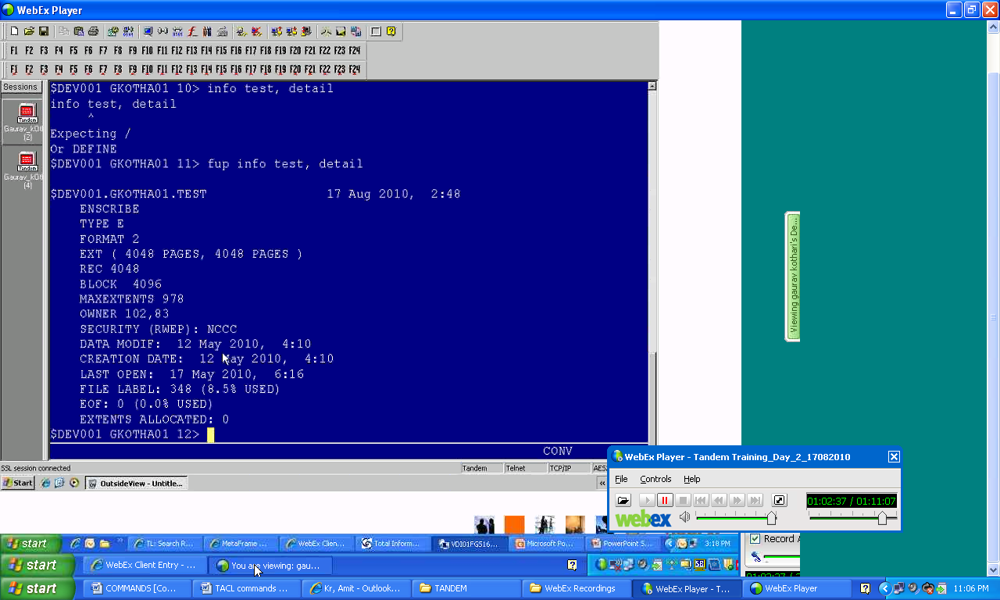 WebEx Player
F1 F2 F3 F4 F5 F6 F7 F8 F9 F10 F11 F12 F13 F14 F15 F16 F17 F18 F19 F20 F21 F22 F23 F24
F1 F2 F3 F4 F5 F6 F7 F8 F9 F10 F11 F12 F13 F14 F15 F16 F17 F18 F19 F20 F21 F22 F23 F24
Sessions
Tandem
Gaurav_kOt
(2)
Tandem
Gaurav_kOt
(4)
$DEV001 GKOTHA01 10> info test, detail
info test, detail
^
Expecting /
Or DEFINE
$DEV001 GKOTHA01 11> fup info test, detail
$DEV001.GKOTHA01.TEST 17 Aug 2010, 2:48
ENSCRIBE
TYPE E
FORMAT 2
EXT ( 4048 PAGES, 4048 PAGES )
REC 4048
BLOCK 4096
MAXEXTENTS 978
OWNER 102,83
SECURITY (RWEP): NCCC
DATA MODIF: 12 May 2010, 4:10
CREATION DATE: 12 May 2010, 4:10
LAST OPEN: 17 May 2010, 6:16
FILE LABEL: 348 (8.5% USED)
EOF: 0 (0.0% USED)
EXTENTS ALLOCATED: 0
$DEV001 GKOTHA01 12>
CONV
SSL session connected Tandem Telnet TCP/IP AES
Start OutsideView - Untitle...
Viewing gaurav kothari's De...
WebEx Player - Tandem Training_Day_2_17082010
File Controls Help
01:02:37 / 01:11:07
webex
Record
start TL: Search R... MetaFrame ... WebEx Clien... Total Inform... VDI01FG516... Microsoft Po... PowerPoint S... 3:18 PM
start WebEx Client Entry - ... You are viewing: gau...
start COMMANDS [Co... TACL commands ... Kr, Amit - Outlook... TANDEM WebEx Recordings WebEx Player - T... WebEx Player 11:06 PM